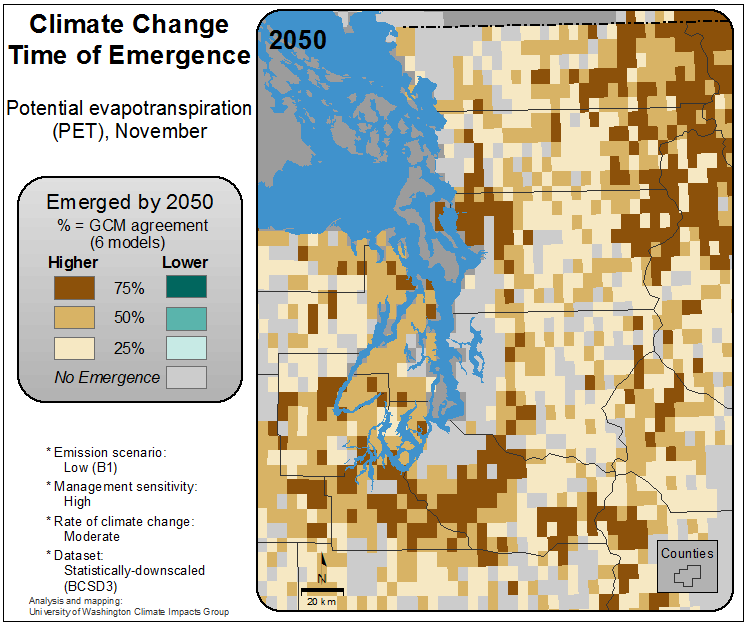 Climate Change
Time of Emergence
Potential evapotranspiration
(PET), November
Emerged by 2050
% = GCM agreement
(6 models)
Higher Lower
75%
50%
25%
No Emergence
* Emission scenario:
Low (B1)
* Management sensitivity:
High
* Rate of climate change:
Moderate
* Dataset:
Statistically-downscaled
(BCSD3)
Analysis and mapping:
University of Washington Climate Impacts Group
2050
N
20 km
Counties